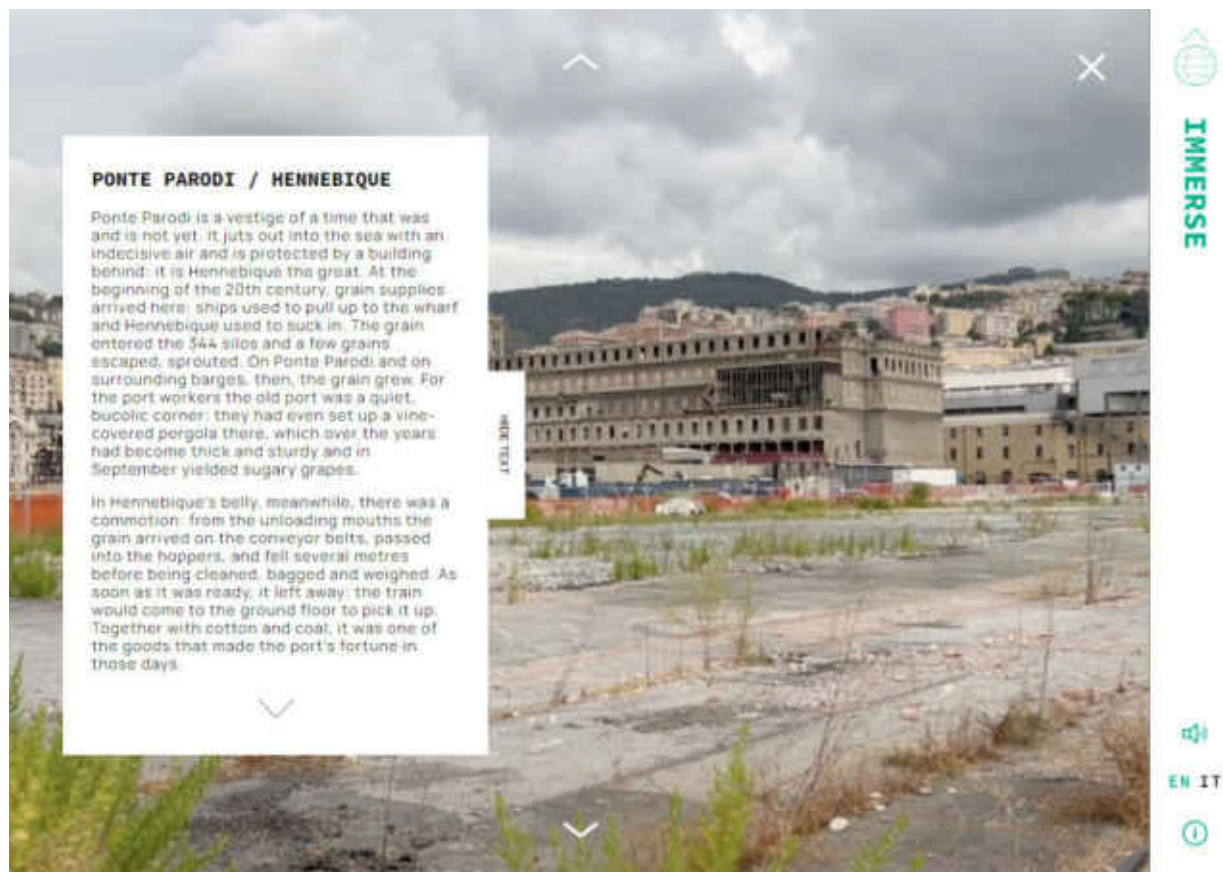 PONTE PARODI / HENNEBIQUE
Ponte Parodi is a vestige of a time that was
and is not yet. It juts out into the sea with an
indecisive air and is protected by a building
behind: it is Hennebique the great. At the
beginning of the 20th century, grain supplies
arrived here: ships used to pull up to the wharf
and Hennebique used to suck in. The grain
entered the 344 silos and a few grains
escaped, sprouted. On Ponte Parodi and on
surrounding barges, then, the grain grew. For
the port workers the old port was a quiet,
bucolic corner: they had even set up a vine-
covered pergola there, which over the years
had become thick and sturdy and in
September yielded sugary grapes.
In Hennebique's belly, meanwhile, there was a
commotion: from the unloading mouths the
grain arrived on the conveyor belts, passed
into the hoppers, and fell several metres
before being cleaned, bagged and weighed. As
soon as it was ready, it left away: the train
would come to the ground floor to pick it up.
Together with cotton and coal, it was one of
the goods that made the port's fortune in
those days.
HIDE TEXT
IMMERSE
EN IT